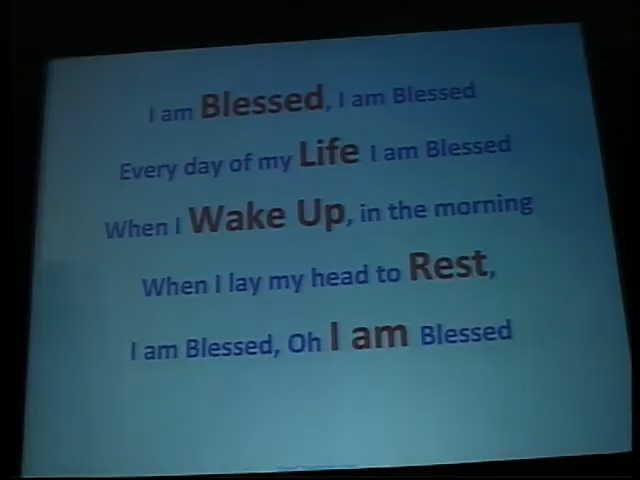 I am Blessed, I am Blessed
Every day of my Life I am Blessed
When I Wake Up, in the morning
When I lay my head to Rest,
I am Blessed, Oh I am Blessed